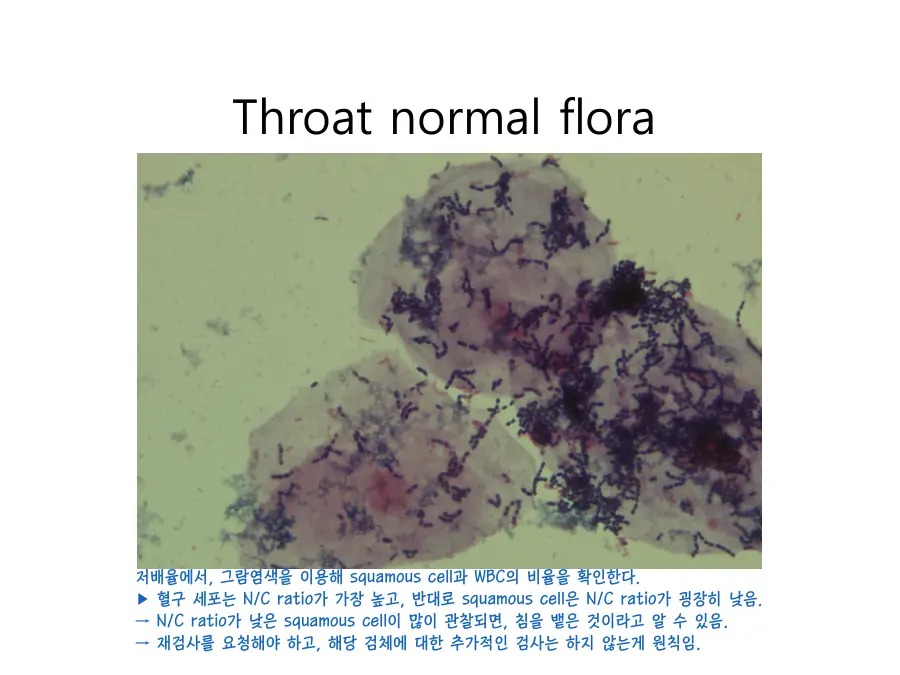 Throat normal flora
저배율에서, 그람염색을 이용해 squamous cell과 WBC의 비율을 확인한다.
▶ 혈구 세포는 N/C ratio가 가장 높고, 반대로 squamous cell은 N/C ratio가 굉장히 낮음.
→ N/C ratio가 낮은 squamous cell이 많이 관찰되면, 침을 뱉은 것이라고 알 수 있음.
→ 재검사를 요청해야 하고, 해당 검체에 대한 추가적인 검사는 하지 않는게 원칙임.